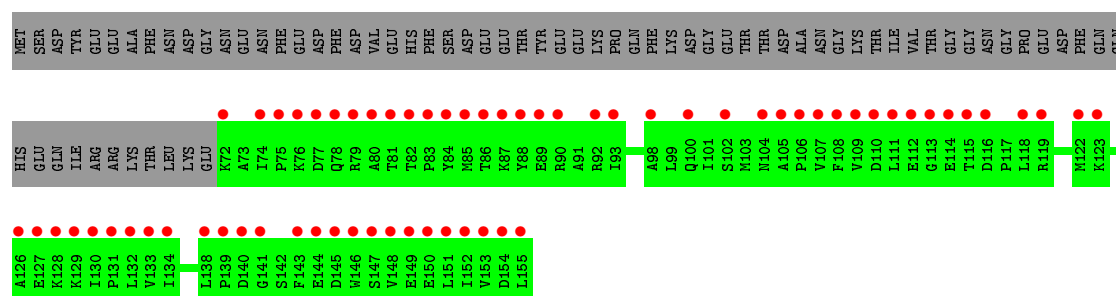 MET SER ASP TYR GLU GLU ALA PHE ASN ASP GLY ASN GLU ASN PHE GLU ASP PHE ASP VAL GLU HIS PHE SER ASP GLU GLU THR TYR GLU GLU LYS PRO GLN PHE LYS ASP GLY GLU THR THR ASP ALA ASN GLY LYS THR ILE VAL THR GLY GLY ASN GLY PRO GLU ASP PHE GLN
HIS GLU GLN ILE ARG ARG LYS THR LEU LYS GLU K72 A73 I74 P75 K76 D77 Q78 R79 A80 T81 T82 P83 Y84 M85 T86 K87 Y88 E89 R90 A91 R92 I93 A98 L99 Q100 I101 S102 M103 N104 A105 P106 V107 F108 V109 D110 L111 E112 G113 E114 T115 D116 P117 L118 R119 M122 K123
A126 E127 K128 K129 I130 P131 L132 V133 I134 L138 P139 D140 G141 S142 F143 E144 D145 W146 S147 V148 E149 E150 L151 I152 V153 D154 L155